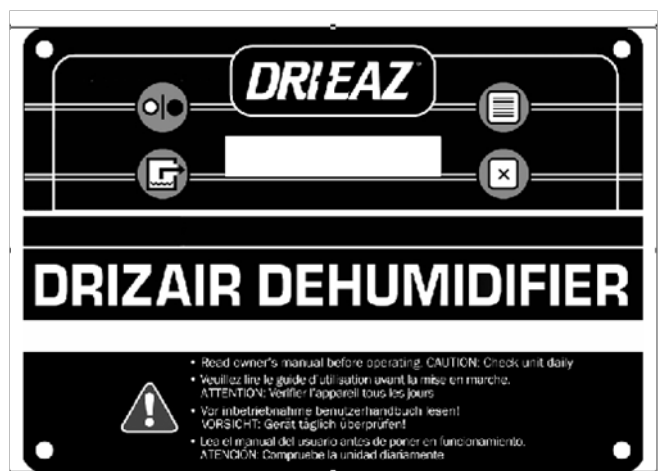 DRIEAZ
DRIZAIR DEHUMIDIFIER
• Read owner's manual before operating. CAUTION: Check unit daily
• Veuillez lire le guide d'utilisation avant la mise en marche.
ATTENTION: Vérifier l'appareil tous les jours
• Vor inbetriebnahme benutzerhandbuch lesen!
VORSICHT: Gerät täglich überprüfen!
• Lea el manual del usuario antes de poner en funcionamiento.
ATENCIÓN: Compruebe la unidad diariamente